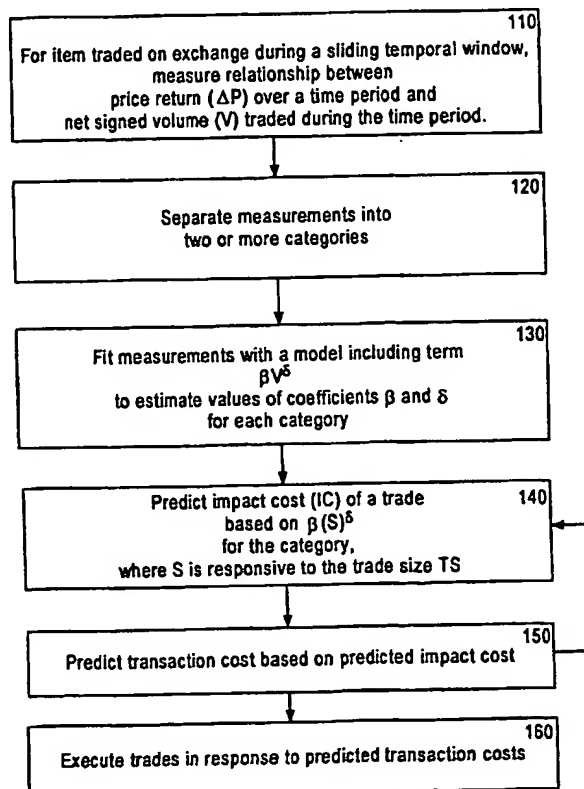 110
For item traded on exchange during a sliding temporal window,
measure relationship between
price return (ΔP) over a time period and
net signed volume (V) traded during the time period.
120
Separate measurements into
two or more categories
130
Fit measurements with a model including term
βV^δ
to estimate values of coefficients β and δ
for each category
140
Predict impact cost (IC) of a trade
based on β(S)^δ
for the category,
where S is responsive to the trade size TS
150
Predict transaction cost based on predicted impact cost
160
Execute trades in response to predicted transaction costs